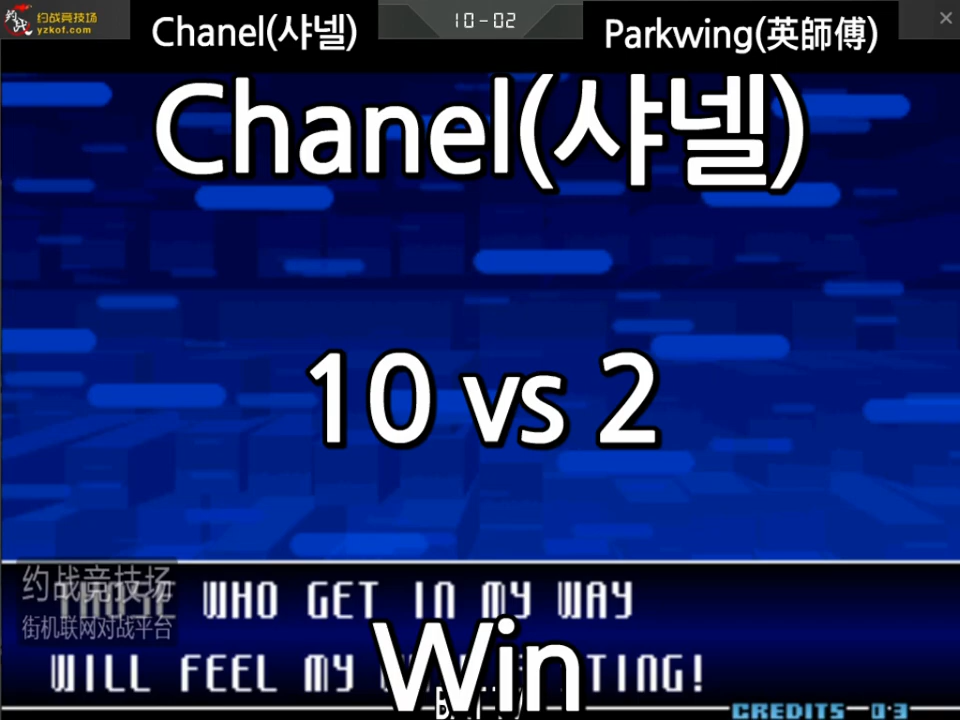 约战竞技场
yzkof.com
Chanel(샤넬)
10-02
Parkwing(英師傅)
Chanel(샤넬)
10 vs 2
约战竞技场
THOSE WHO GET IN MY WAY
街机联网对战平台
WILL FEEL MY TING!
Win
CREDITS 03